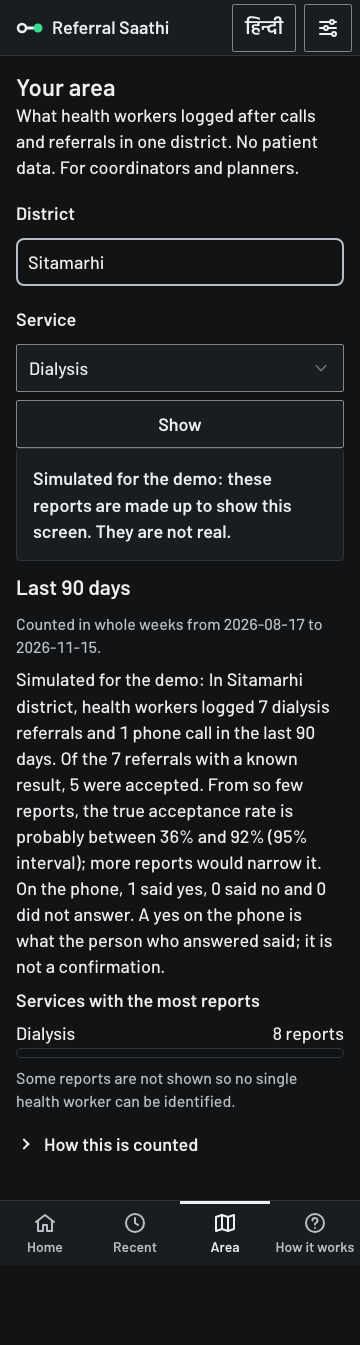 Referral Saathi
हिन्दी
Your area
What health workers logged after calls
and referrals in one district. No patient
data. For coordinators and planners.
District
Sitamarhi
Service
Dialysis
Show
Simulated for the demo: these
reports are made up to show this
screen. They are not real.
Last 90 days
Counted in whole weeks from 2026-08-17 to
2026-11-15.
Simulated for the demo: In Sitamarhi
district, health workers logged 7 dialysis
referrals and 1 phone call in the last 90
days. Of the 7 referrals with a known
result, 5 were accepted. From so few
reports, the true acceptance rate is
probably between 36% and 92% (95%
interval); more reports would narrow it.
On the phone, 1 said yes, 0 said no and 0
did not answer. A yes on the phone is
what the person who answered said; it is
not a confirmation.
Services with the most reports
Dialysis 8 reports
Some reports are not shown so no single
health worker can be identified.
How this is counted
Home Recent Area How it works